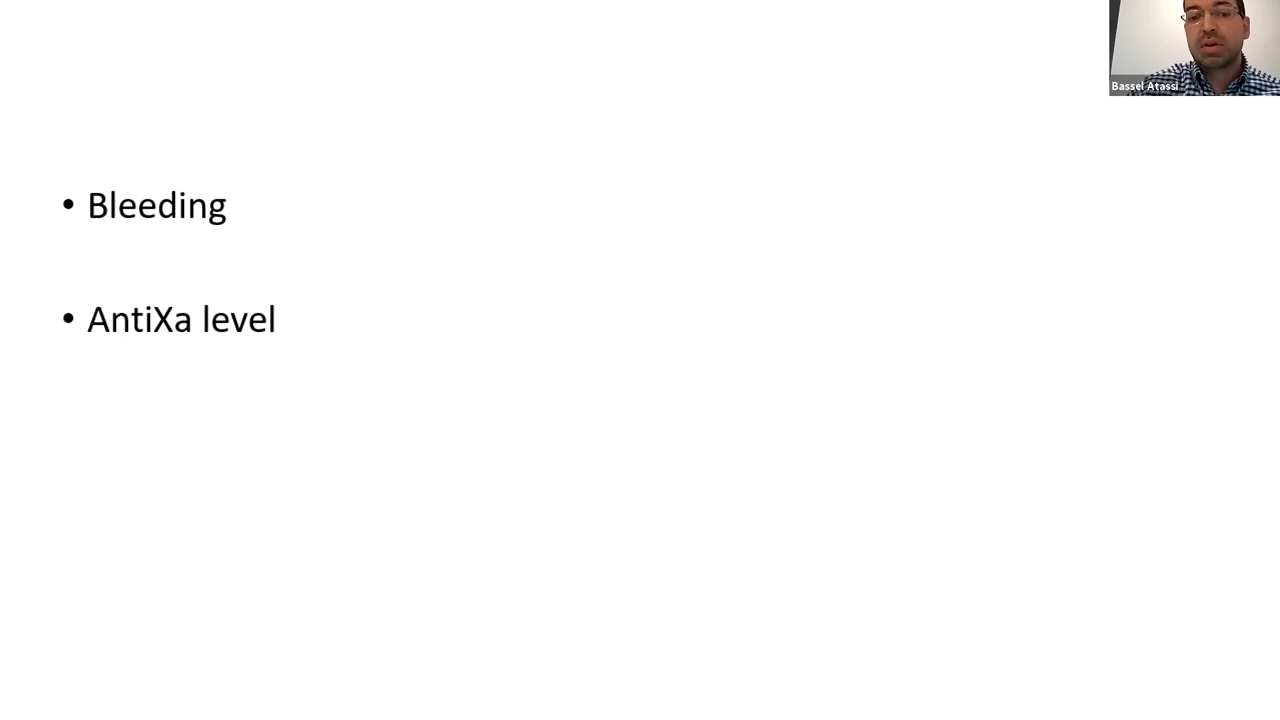 Bassel Atassi
• Bleeding
• AntiXa level